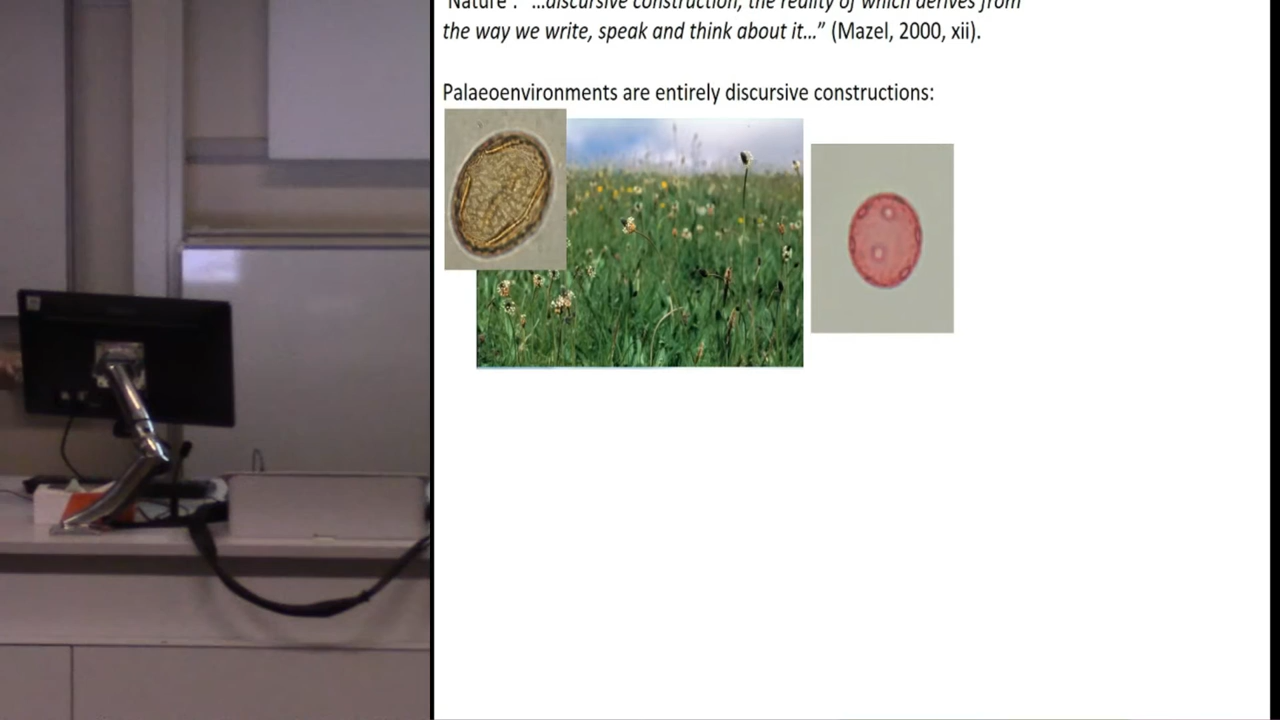 'Nature': "...discursive construction, the reality of which derives from
the way we write, speak and think about it..." (Mazel, 2000, xii).
Palaeoenvironments are entirely discursive constructions: